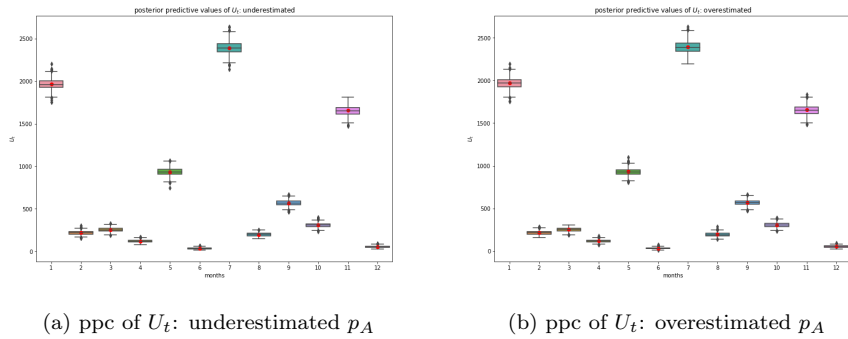 posterior predictive values of U_t: underestimated
2500
2000
1500
1000
500
0
U_t
1 2 3 4 5 6 7 8 9 10 11 12
months
(a) ppc of U_t: underestimated p_A
posterior predictive values of U_t: overestimated
2500
2000
1500
1000
500
0
U_t
1 2 3 4 5 6 7 8 9 10 11 12
months
(b) ppc of U_t: overestimated p_A